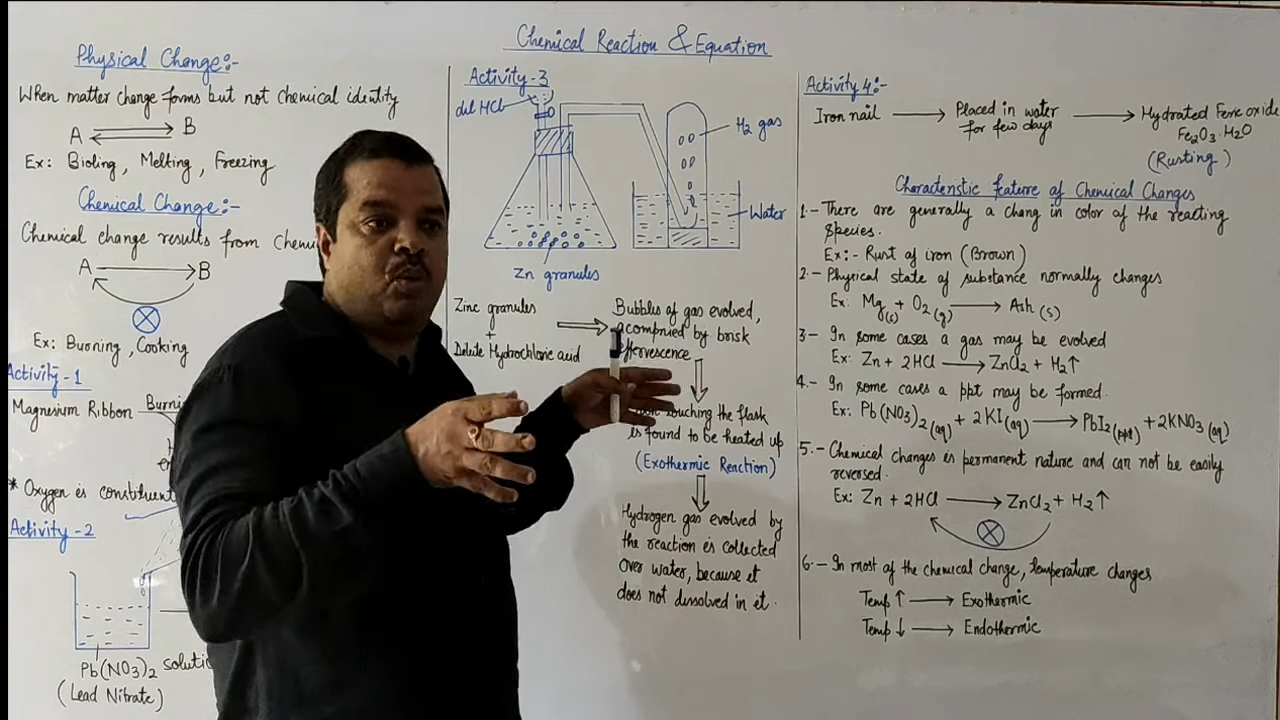 Chemical Reaction & Equation
Physical Change:-
When matter change forms but not Chemical identity
A B
Ex: Bioling, Melting, Freezing
Chemical Change:-
Chemical change results from
A B
Ex: Burning, Cooking
Activity-1
Magnesium Ribbon
* Oxygen is constituent
Activity-2
Pb(NO3)2
(Lead Nitrate)
Activity-3
dil HCl
H2 gas
Water
Zn granules
Zinc granules
+
Delute Hydrochloric acid
Bubbles of gas evolved,
acompnied by brisk
effervescence
touching the flask
is found to be heated up
(Exothermic Reaction)
Hydrogen gas evolved by
the reaction is collected
over water, because it
does not dissolved in it.
Activity 4:-
Iron nail → Placed in water → Hydrated Ferric oxide
for few days
Fe2O3·H2O
(Rusting)
Characteristic feature of Chemical Changes
1.- There are generally a chang in color of the reacting
species.
Ex:- Rust of iron (Brown)
2.- Physical state of substance normally changes
Ex: Mg(s) + O2(g) → Ash(s)
3.- In some cases a gas may be evolved
Ex: Zn + 2HCl → ZnCl2 + H2↑
4.- In some cases a ppt may be formed.
Ex: Pb(NO3)2(aq) + 2KI(aq) → PbI2(ppt) + 2KNO3(aq)
5.- Chemical changes is permanent nature and can not be easily
reversed.
Ex: Zn + 2HCl → ZnCl2 + H2↑
6.- In most of the chemical change, temperature changes
Temp ↑ → Exothermic
Temp ↓ → Endothermic